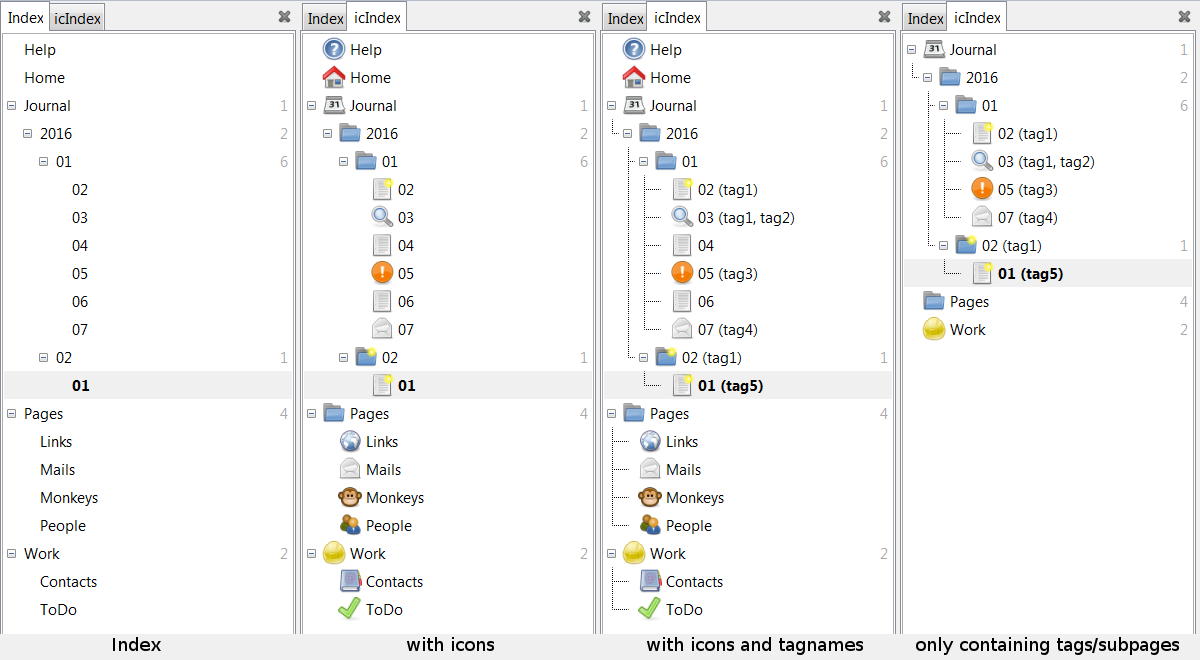 Index icIndex
Help
Home
Journal 1
2016 2
01 6
02
03
04
05
06
07
02 1
01
Pages 4
Links
Mails
Monkeys
People
Work 2
Contacts
ToDo
Index
Index icIndex
Help
Home
31 Journal 1
2016 2
01 6
02
03
04
05
06
07
02 1
01
Pages 4
Links
Mails
Monkeys
People
Work 2
Contacts
ToDo
with icons
Index icIndex
Help
Home
31 Journal 1
2016 2
01 6
02 (tag1)
03 (tag1, tag2)
04
05 (tag3)
06
07 (tag4)
02 (tag1) 1
01 (tag5)
Pages 4
Links
Mails
Monkeys
People
Work 2
Contacts
ToDo
with icons and tagnames
Index icIndex
31 Journal 1
2016 2
01 6
02 (tag1)
03 (tag1, tag2)
05 (tag3)
07 (tag4)
02 (tag1) 1
01 (tag5)
Pages 4
Work 2
only containing tags/subpages